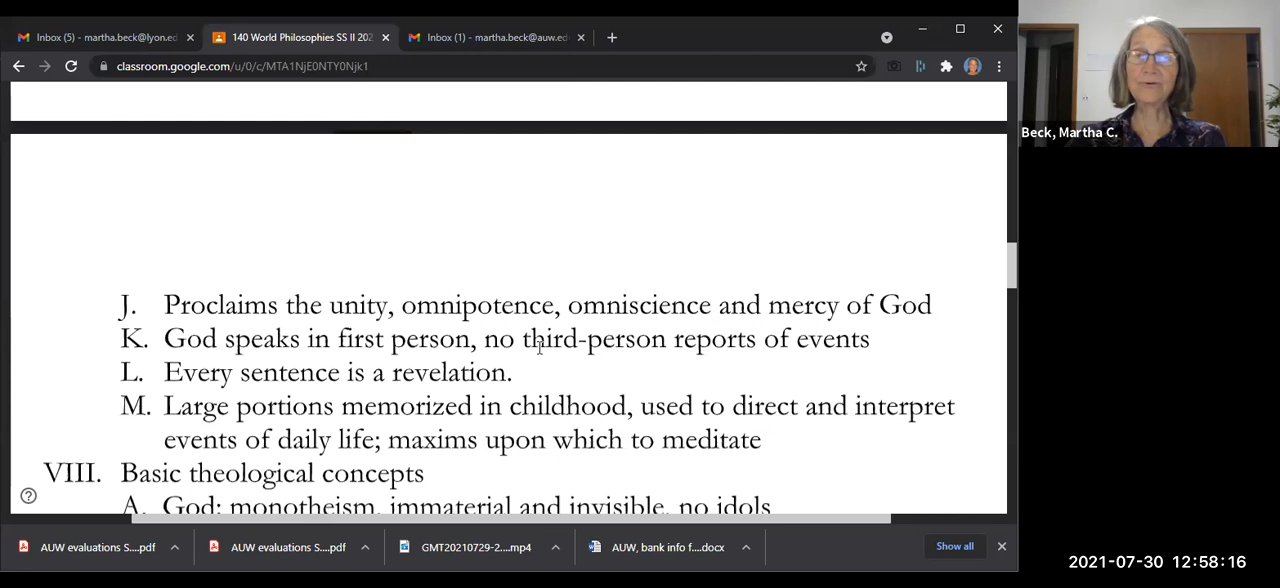 Inbox (5) - martha.beck@lyon.ed
140 World Philosophies SS II 202
Inbox (1) - martha.beck@auw.ed
classroom.google.com/u/0/c/MTA1NjE0NTY0Njk1
Beck, Martha C.
J. Proclaims the unity, omnipotence, omniscience and mercy of God
K. God speaks in first person, no third-person reports of events
L. Every sentence is a revelation.
M. Large portions memorized in childhood, used to direct and interpret
events of daily life; maxims upon which to meditate
VIII. Basic theological concepts
A. God: monotheism, immaterial and invisible, no idols
AUW evaluations S....pdf
AUW evaluations S....pdf
GMT20210729-2....mp4
AUW, bank info f....docx
Show all
2021-07-30 12:58:16